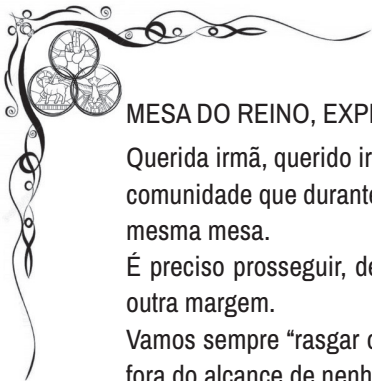 MESA DO REINO, EXP
Querida irmã, querido ir
comunidade que durante
mesma mesa.
É preciso prosseguir, de
outra margem.
Vamos sempre “rasgar o
fora do alcance de nenh